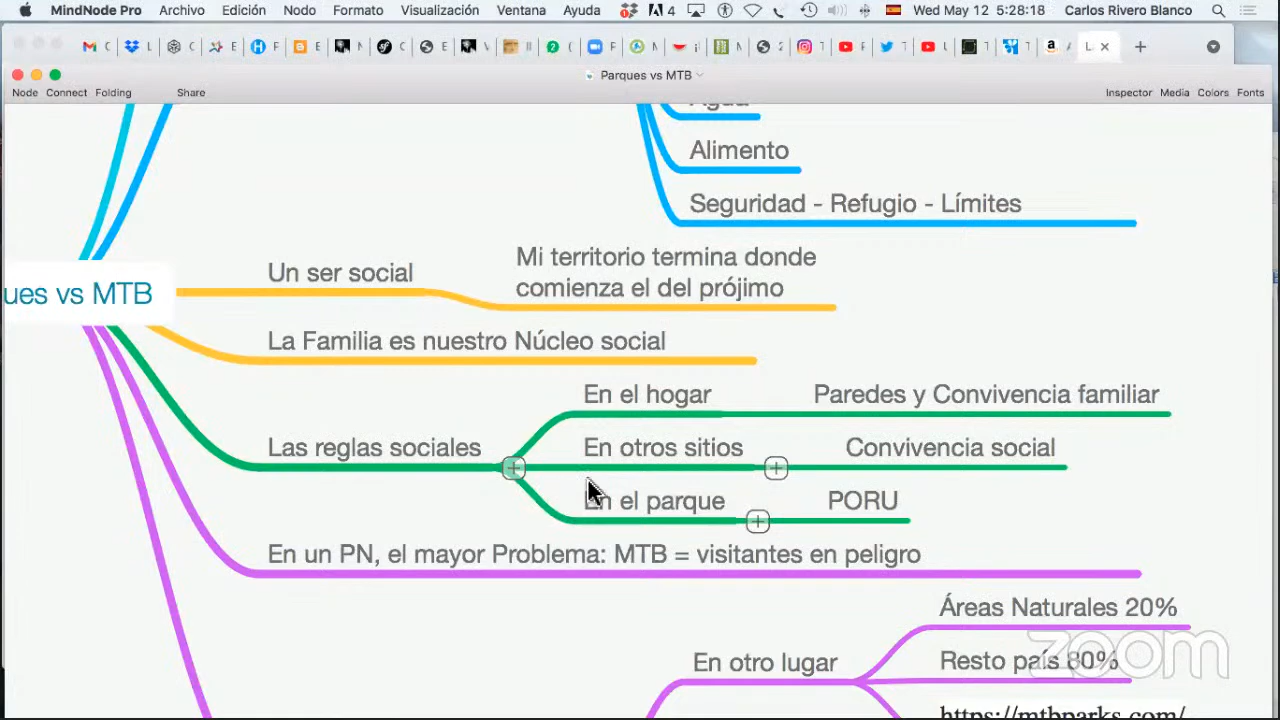 MindNode Pro Archivo Edición Nodo Formato Visualización Ventana Ayuda 4 Wed May 12 5:28:18 Carlos Rivero Blanco
Parques vs MTB
Node Connect Folding Share Inspector Media Colors Fonts
Agua
Alimento
Seguridad - Refugio - Límites
Un ser social
Mi territorio termina donde
comienza el del prójimo
ues vs MTB
La Familia es nuestro Núcleo social
En el hogar Paredes y Convivencia familiar
Las reglas sociales En otros sitios Convivencia social
En el parque PORU
En un PN, el mayor Problema: MTB = visitantes en peligro
Áreas Naturales 20%
En otro lugar Resto país 80%
https://mtbparks.com/
zoom